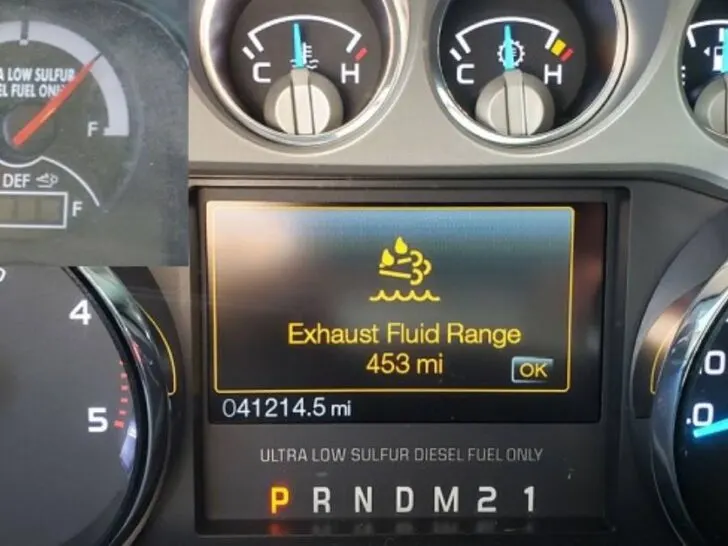 A LOW SULFUR
EL FUEL ONLY
F
DEF
F
C H
C H
4
5
Exhaust Fluid Range
453 mi
OK
041214.5 mi
ULTRA LOW SULFUR DIESEL FUEL ONLY
P R N D M 2 1